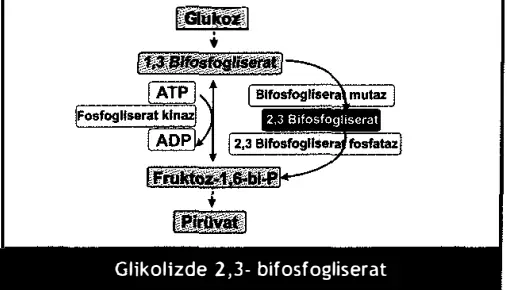 Glukoz
1,3 Bifosfogliserat
ATP
Fosfogliserat kinaz
ADP
Bifosfogliserat mutaz
2,3 Bifosfogliserat
2,3 Bifosfogliserat fosfataz
Fruktoz-1,6-bi-P
Pirüvat
Glikolizde 2,3- bifosfogliserat